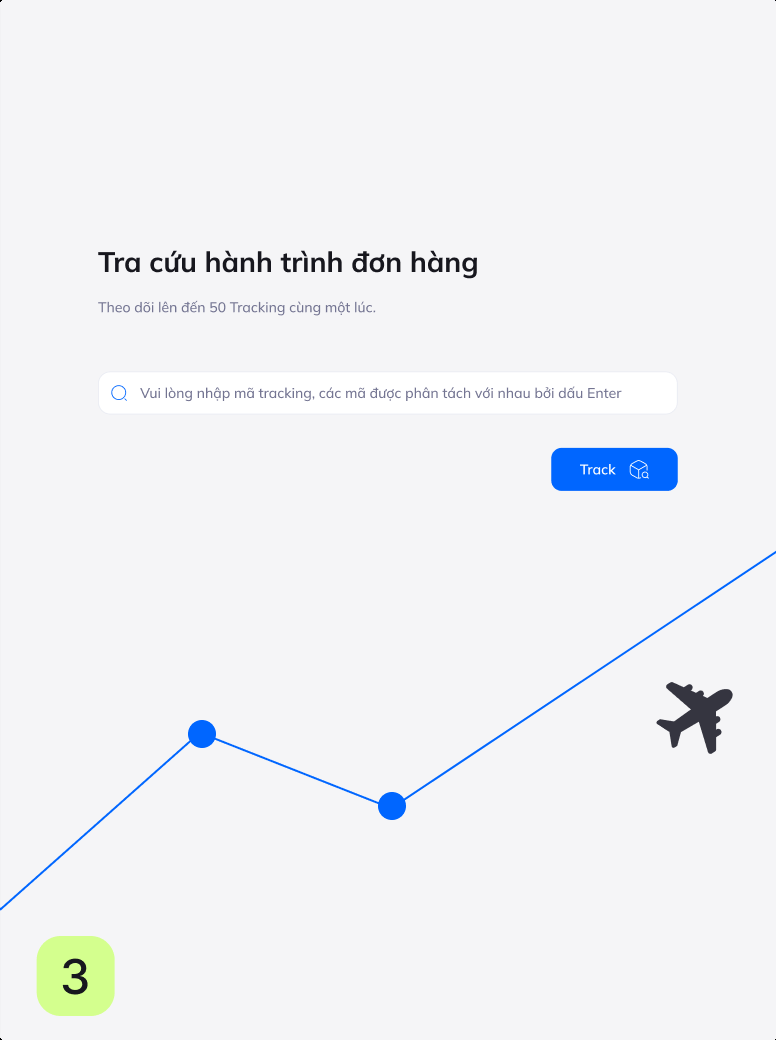 Tra cứu hành trình đơn hàng
Theo dõi lên đến 50 Tracking cùng một lúc.
Vui lòng nhập mã tracking, các mã được phân tách với nhau bởi dấu Enter
Track
3